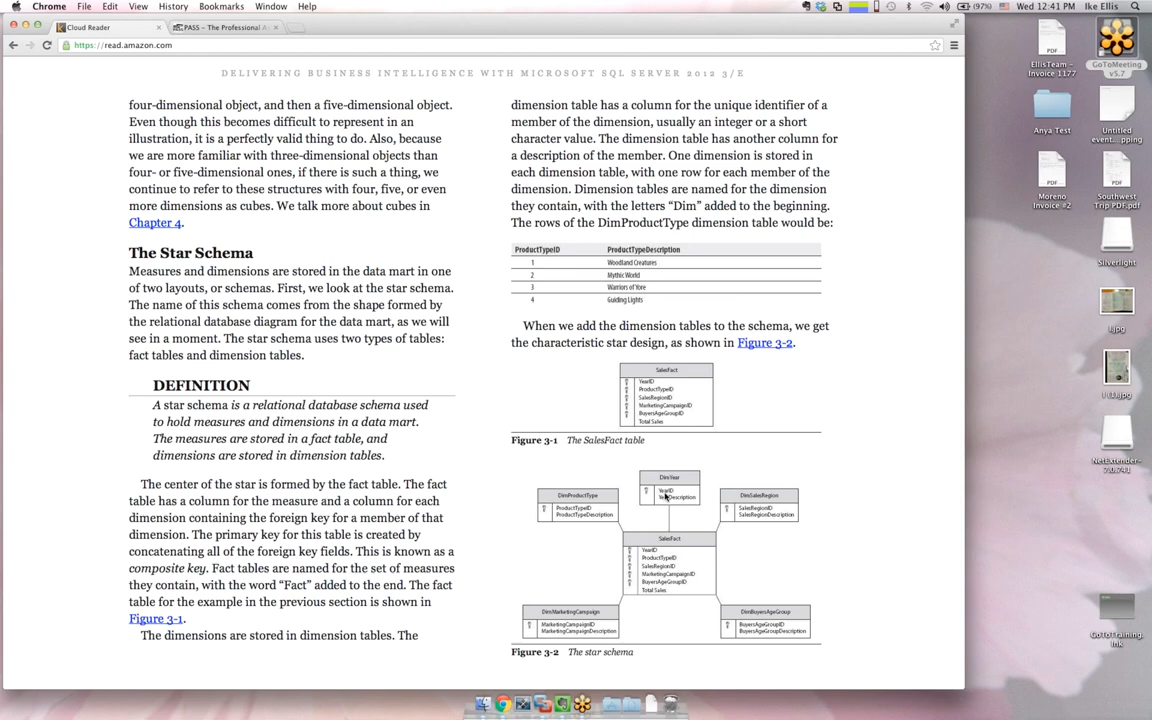 Chrome File Edit View History Bookmarks Window Help
(97%) Wed 12:41 PM Ike Ellis
Cloud Reader
PASS – The Professional A
https://read.amazon.com
DELIVERING BUSINESS INTELLIGENCE WITH MICROSOFT SQL SERVER 2012 3/E
four-dimensional object, and then a five-dimensional object.
Even though this becomes difficult to represent in an
illustration, it is a perfectly valid thing to do. Also, because
we are more familiar with three-dimensional objects than
four- or five-dimensional ones, if there is such a thing, we
continue to refer to these structures with four, five, or even
more dimensions as cubes. We talk more about cubes in
Chapter 4.
The Star Schema
Measures and dimensions are stored in the data mart in one
of two layouts, or schemas. First, we look at the star schema.
The name of this schema comes from the shape formed by
the relational database diagram for the data mart, as we will
see in a moment. The star schema uses two types of tables:
fact tables and dimension tables.
DEFINITION
A star schema is a relational database schema used
to hold measures and dimensions in a data mart.
The measures are stored in a fact table, and
dimensions are stored in dimension tables.
The center of the star is formed by the fact table. The fact
table has a column for the measure and a column for each
dimension containing the foreign key for a member of that
dimension. The primary key for this table is created by
concatenating all of the foreign key fields. This is known as a
composite key. Fact tables are named for the set of measures
they contain, with the word “Fact” added to the end. The fact
table for the example in the previous section is shown in
Figure 3-1.
The dimensions are stored in dimension tables. The
dimension table has a column for the unique identifier of a
member of the dimension, usually an integer or a short
character value. The dimension table has another column for
a description of the member. One dimension is stored in
each dimension table, with one row for each member of the
dimension. Dimension tables are named for the dimension
they contain, with the letters “Dim” added to the beginning.
The rows of the DimProductType dimension table would be:
ProductTypeID ProductTypeDescription
1 Woodland Creatures
2 Mythic World
3 Warriors of Yore
4 Guiding Lights
When we add the dimension tables to the schema, we get
the characteristic star design, as shown in Figure 3-2.
SalesFact
YearID
ProductTypeID
SalesRegionID
MarketingCampaignID
BuyersAgeGroupID
Total Sales
Figure 3-1 The SalesFact table
DimYear
YearID
DimProductType
ProductTypeID
ProductTypeDescription
DimSalesRegion
SalesRegionID
SalesRegionDescription
SalesFact
YearID
ProductTypeID
SalesRegionID
MarketingCampaignID
BuyersAgeGroupID
Total Sales
DimMarketingCampaign
MarketingCampaignID
MarketingCampaignDescription
DimBuyersAgeGroup
BuyersAgeGroupID
BuyersAgeGroupDescription
Figure 3-2 The star schema
PDF
EllisTeam –
Invoice 1177
GoToMeeting
v5.7
Anya Test
Untitled
event....pping
PDF
Moreno
Invoice #2
PDF
Southwest
Trip PDF.pdf
Silverlight
NetExtender-
7.0.741
GoToTraining.
lnk